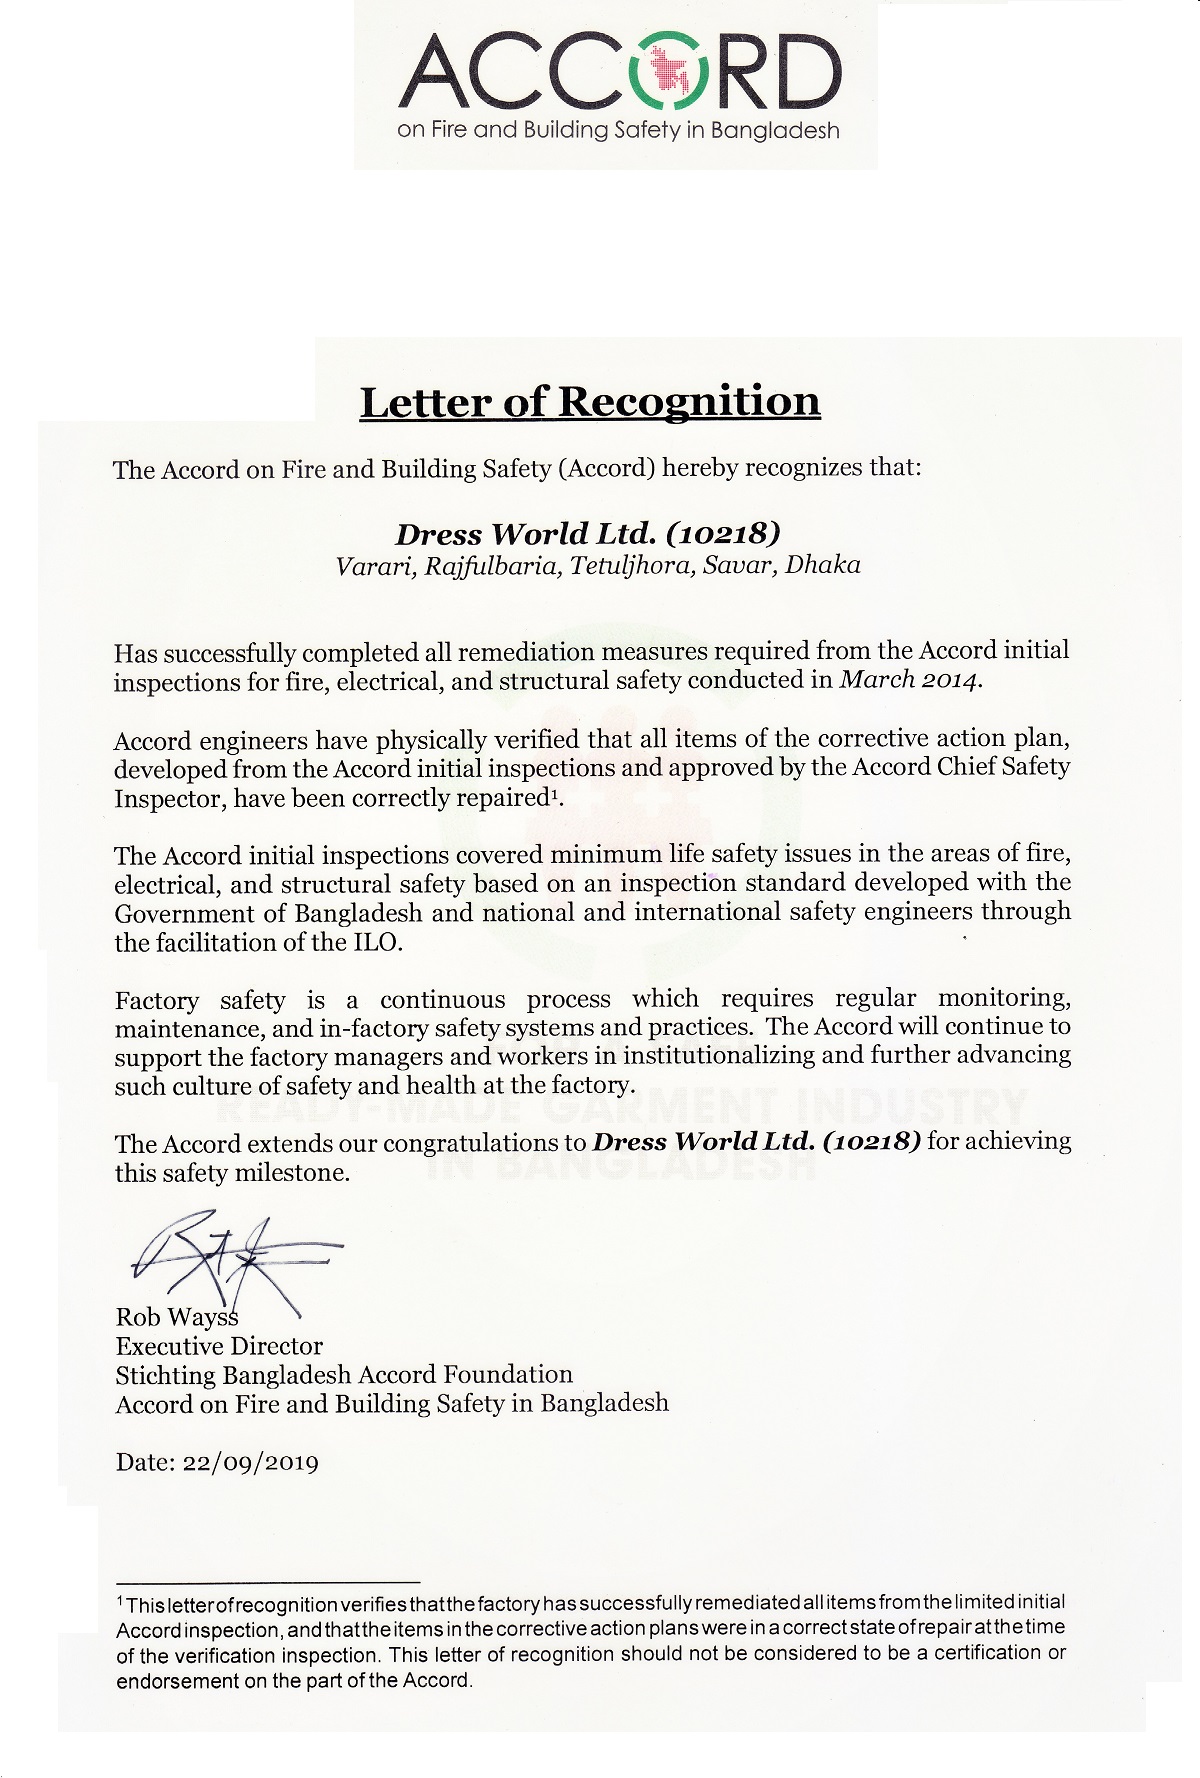 ACCORD
on Fire and Building Safety in Bangladesh
Letter of Recognition
The Accord on Fire and Building Safety (Accord) hereby recognizes that:
Dress World Ltd. (10218)
Varari, Rajfulbaria, Tetuljhora, Savar, Dhaka
Has successfully completed all remediation measures required from the Accord initial
inspections for fire, electrical, and structural safety conducted in March 2014.
Accord engineers have physically verified that all items of the corrective action plan,
developed from the Accord initial inspections and approved by the Accord Chief Safety
Inspector, have been correctly repaired¹.
The Accord initial inspections covered minimum life safety issues in the areas of fire,
electrical, and structural safety based on an inspection standard developed with the
Government of Bangladesh and national and international safety engineers through
the facilitation of the ILO.
Factory safety is a continuous process which requires regular monitoring,
maintenance, and in-factory safety systems and practices. The Accord will continue to
support the factory managers and workers in institutionalizing and further advancing
such culture of safety and health at the factory.
FOR A SAFE
READY-MADE GARMENT INDUSTRY
IN BANGLADESH
The Accord extends our congratulations to Dress World Ltd. (10218) for achieving
this safety milestone.
Rob Wayss
Executive Director
Stichting Bangladesh Accord Foundation
Accord on Fire and Building Safety in Bangladesh
Date: 22/09/2019
¹ This letter of recognition verifies that the factory has successfully remediated all items from the limited initial
Accord inspection, and that the items in the corrective action plans were in a correct state of repair at the time
of the verification inspection. This letter of recognition should not be considered to be a certification or
endorsement on the part of the Accord.